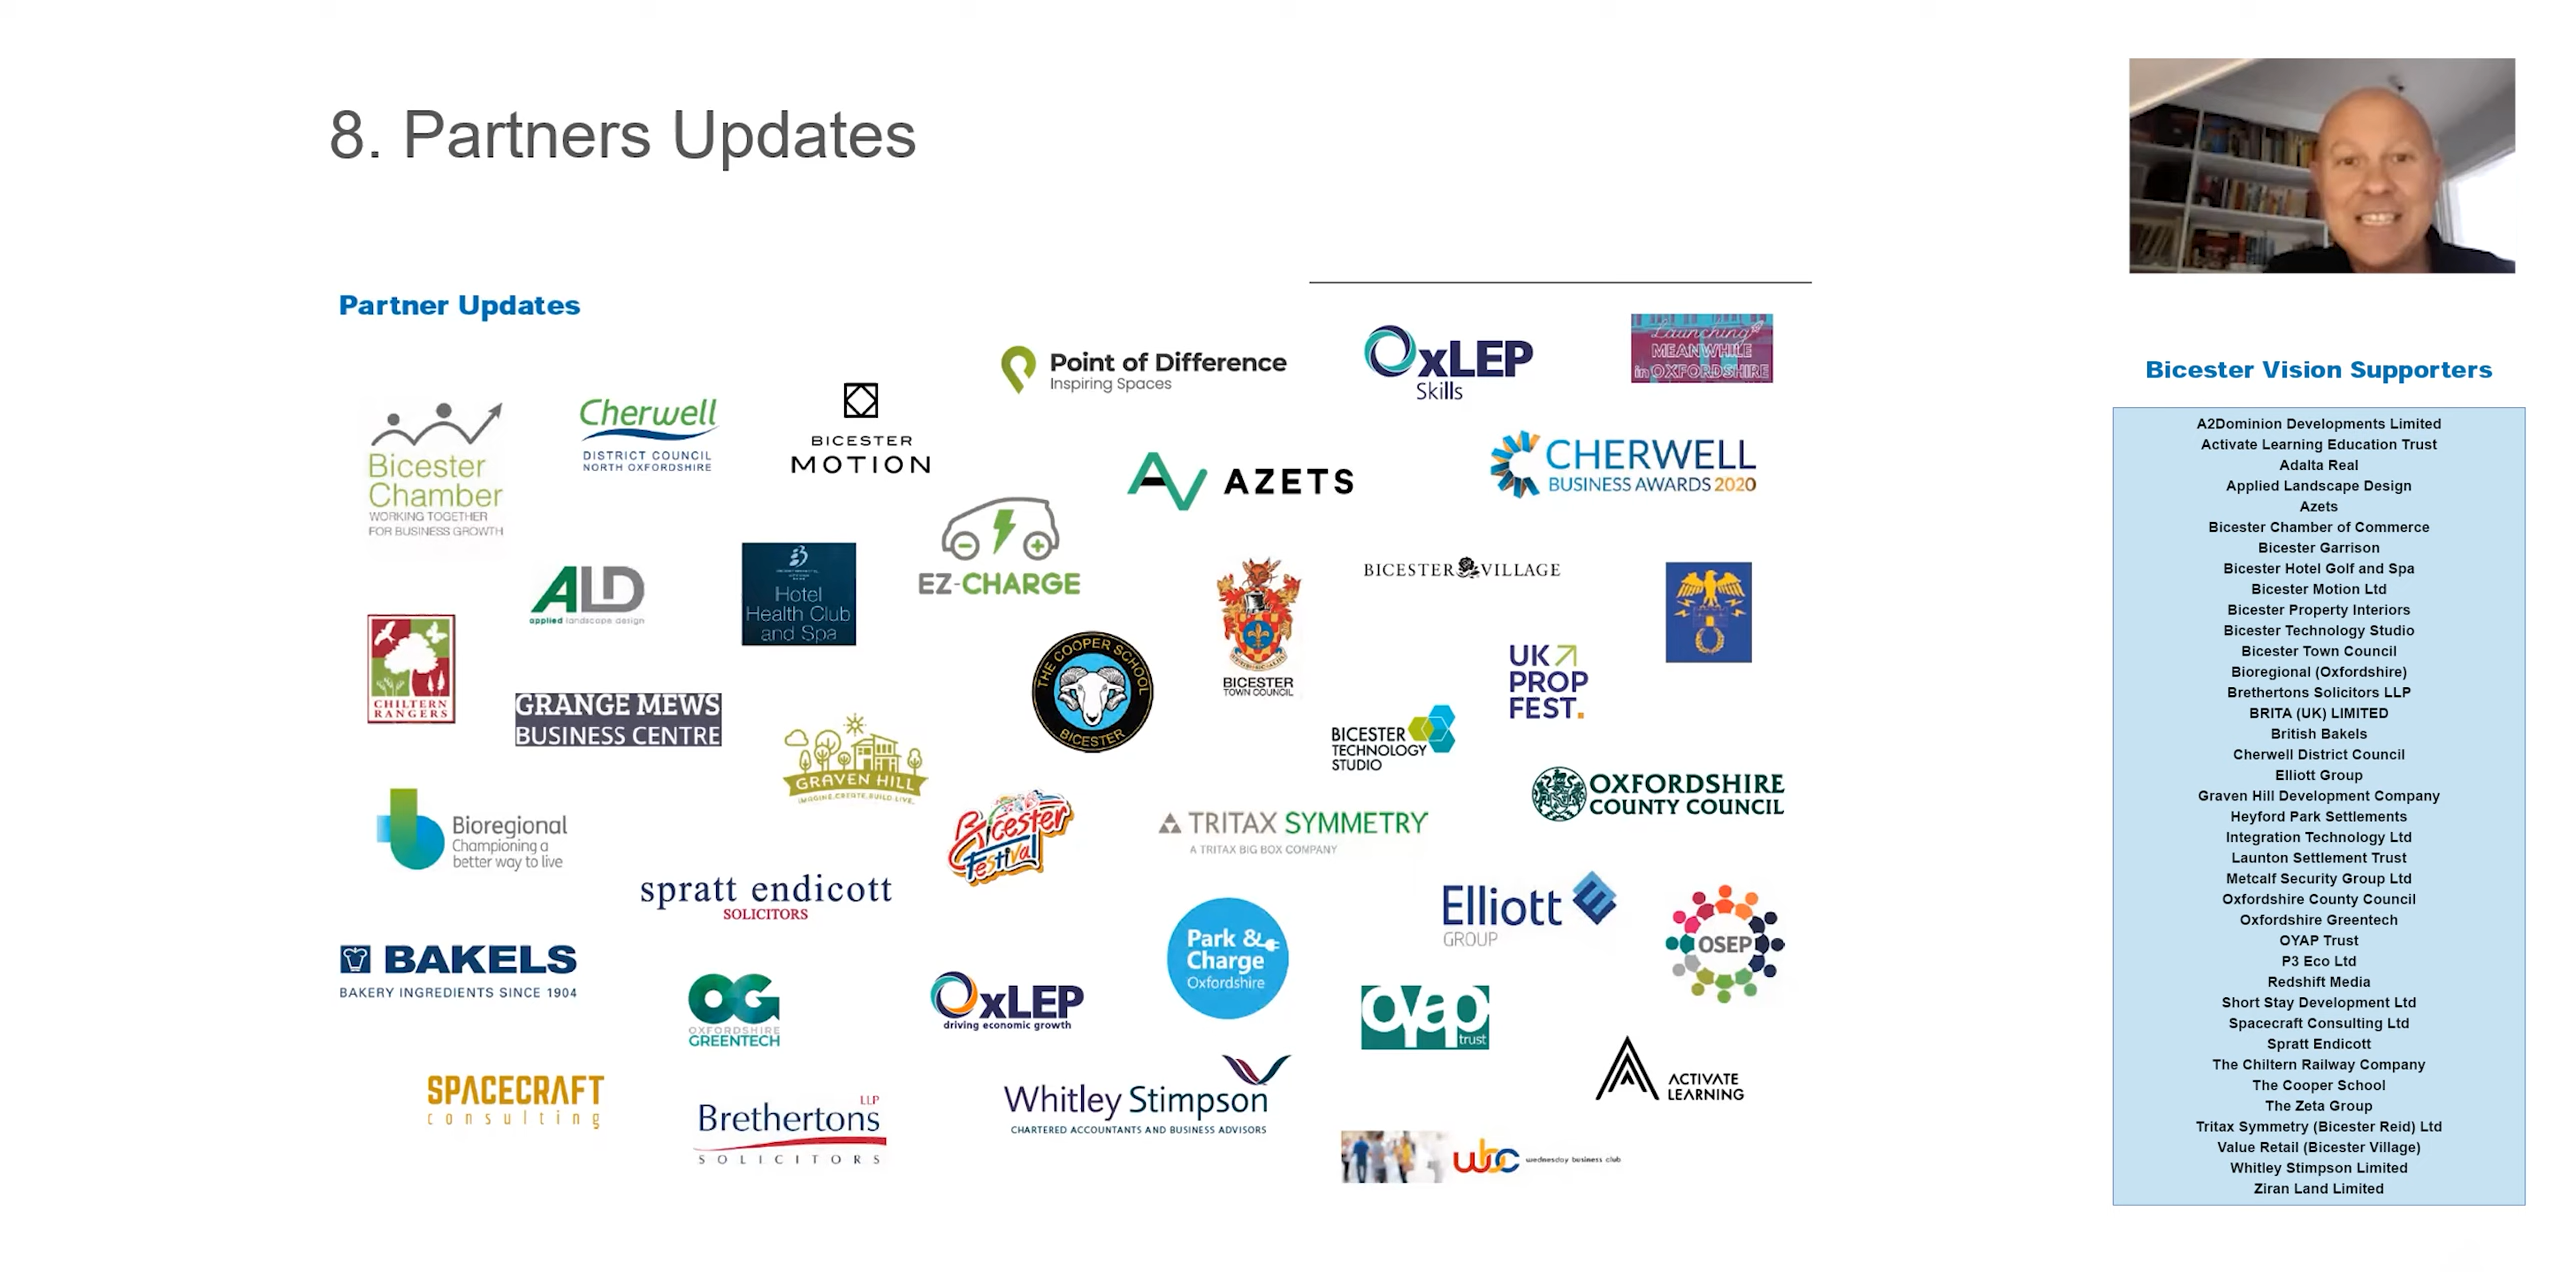 8. Partners Updates
Partner Updates
Point of Difference
Inspiring Spaces
OxLEP
Skills
Launching
MEANWHILE
in OXFORDSHIRE
Bicester
Chamber
WORKING TOGETHER
FOR BUSINESS GROWTH
Cherwell
DISTRICT COUNCIL
NORTH OXFORDSHIRE
BICESTER
MOTION
AZETS
CHERWELL
BUSINESS AWARDS 2020
EZ-CHARGE
ALD
applied landscape design
Hotel
Health Club
and Spa
BICESTER VILLAGE
BICESTER
TOWN COUNCIL
CHILTERN
RANGERS
THE COOPER SCHOOL
BICESTER
UK
PROP
FEST.
GRANGE MEWS
BUSINESS CENTRE
GRAVEN HILL
IMAGINE.CREATE.BUILD.LIVE.
BICESTER
TECHNOLOGY
STUDIO
OXFORDSHIRE
COUNTY COUNCIL
Bioregional
Championing a
better way to live
Bicester
Festival
TRITAX SYMMETRY
A TRITAX BIG BOX COMPANY
spratt endicott
SOLICITORS
Elliott
GROUP
OSEP
BAKELS
BAKERY INGREDIENTS SINCE 1904
OG
OXFORDSHIRE
GREENTECH
OxLEP
driving economic growth
Park &
Charge
Oxfordshire
oyap
trust
SPACECRAFT
consulting
Brethertons
LLP
SOLICITORS
Whitley Stimpson
CHARTERED ACCOUNTANTS AND BUSINESS ADVISORS
ACTIVATE
LEARNING
wbc wednesday business club
Bicester Vision Supporters
A2Dominion Developments Limited
Activate Learning Education Trust
Adalta Real
Applied Landscape Design
Azets
Bicester Chamber of Commerce
Bicester Garrison
Bicester Hotel Golf and Spa
Bicester Motion Ltd
Bicester Property Interiors
Bicester Technology Studio
Bicester Town Council
Bioregional (Oxfordshire)
Brethertons Solicitors LLP
BRITA (UK) LIMITED
British Bakels
Cherwell District Council
Elliott Group
Graven Hill Development Company
Heyford Park Settlements
Integration Technology Ltd
Launton Settlement Trust
Metcalf Security Group Ltd
Oxfordshire County Council
Oxfordshire Greentech
OYAP Trust
P3 Eco Ltd
Redshift Media
Short Stay Development Ltd
Spacecraft Consulting Ltd
Spratt Endicott
The Chiltern Railway Company
The Cooper School
The Zeta Group
Tritax Symmetry (Bicester Reid) Ltd
Value Retail (Bicester Village)
Whitley Stimpson Limited
Ziran Land Limited